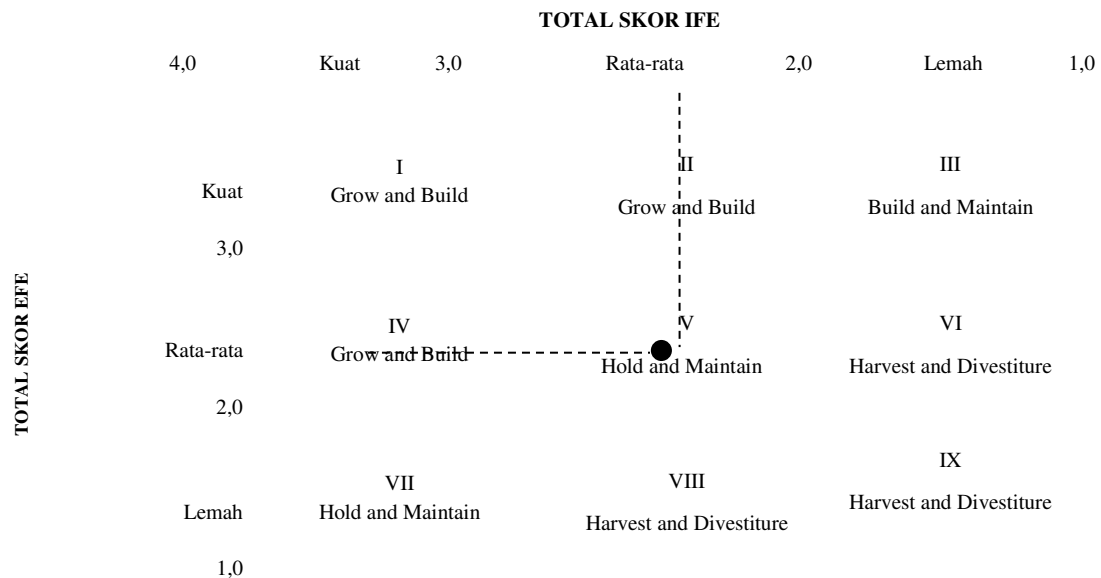 TOTAL SKOR IFE
4,0 Kuat 3,0 Rata-rata 2,0 Lemah 1,0
I II III
Kuat Grow and Build Grow and Build Build and Maintain
3,0
TOTAL SKOR EFE
IV V VI
Rata-rata Grow and Build Hold and Maintain Harvest and Divestiture
2,0
VII VIII IX
Lemah Hold and Maintain Harvest and Divestiture Harvest and Divestiture
1,0